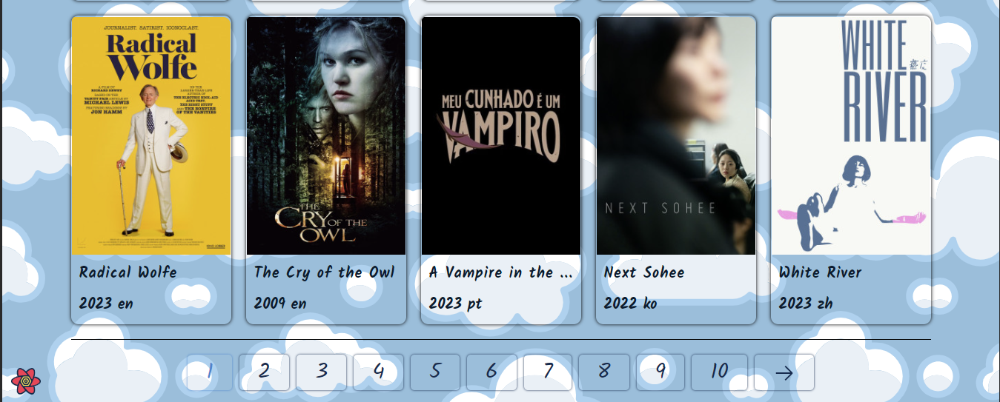 JOURNALIST. SATIRIST. ICONOCLAST.
Radical
Wolfe
A FILM BY
RICHARD DEWEY
BASED ON THE
VANITY FAIR ARTICLE BY
MICHAEL LEWIS
FEATURING READINGS BY
JON HAMM
ON THE
LARGER-THAN-LIFE
AUTHOR OF
THE ELECTRIC KOOL-AID
ACID TEST,
THE RIGHT STUFF
AND THE BONFIRE
OF THE VANITIES
THE
CRY OF THE
OWL
MEU CUNHADO É UM
VAMPIRO
NEXT SOHEE
WHITE
RIVER
Radical Wolfe
2023 en
The Cry of the Owl
2009 en
A Vampire in the ...
2023 pt
Next Sohee
2022 ko
White River
2023 zh
1 2 3 4 5 6 7 8 9 10 →